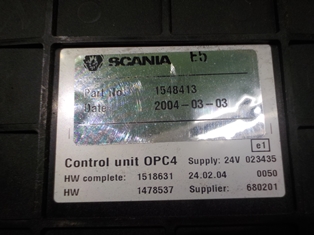 SCANIA E5
Part No. 1548413
Date 2004-03-03
e1
Control unit OPC4 Supply: 24V 023435
HW complete: 1518631 24.02.04 0050
HW 1478537 Supplier: 680201